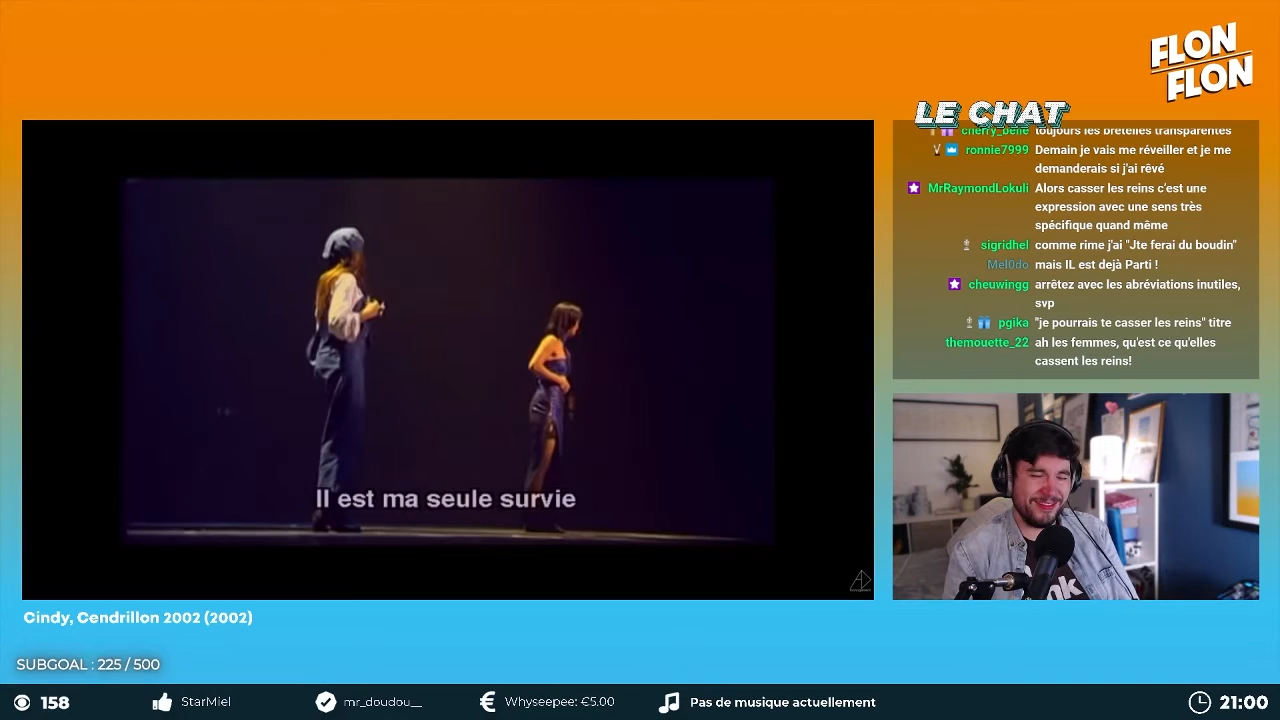 FLON
FLON
LE CHAT
cherry_belle toujours les bretelles transparentes
ronnie7999 Demain je vais me réveiller et je me
demanderais si j'ai rêvé
MrRaymondLokuli Alors casser les reins c'est une
expression avec une sens très
spécifique quand même
sigridhel comme rime j'ai "Jte ferai du boudin"
Mel0do mais IL est dejà Parti !
cheuwingg arrêtez avec les abréviations inutiles,
svp
pgika "je pourrais te casser les reins" titre
themouette_22 ah les femmes, qu'est ce qu'elles
cassent les reins!
Il est ma seule survie
Cindy, Cendrillon 2002 (2002)
SUBGOAL : 225 / 500
158 StarMiel mr_doudou__ € Whyseepee: €5.00 Pas de musique actuellement 21:00